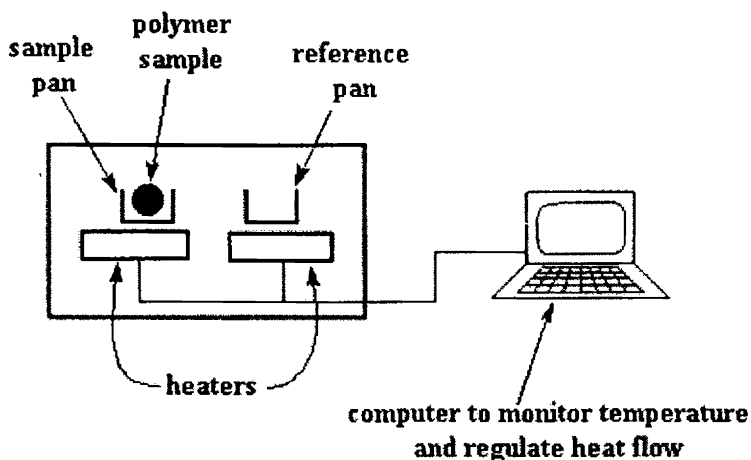 polymer
sample
sample
pan
reference
pan
heaters
computer to monitor temperature
and regulate heat flow